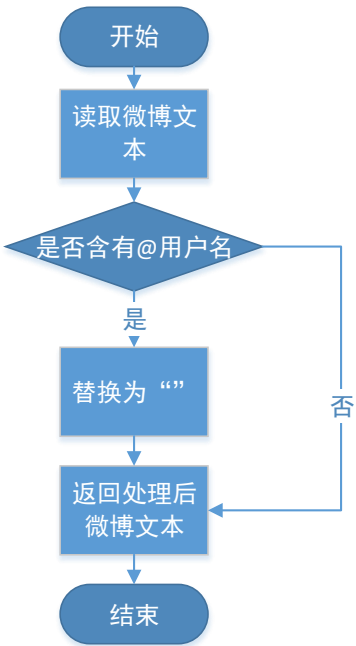 开始
读取微博文
本
是否含有@用户名
是
替换为“”
否
返回处理后
微博文本
结束